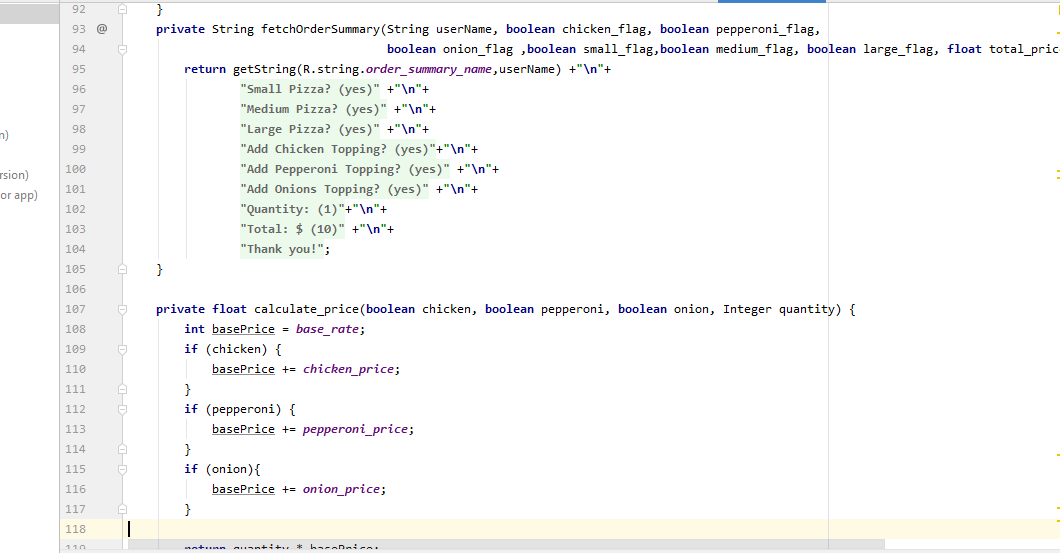 92 }
93 @ private String fetchOrderSummary(String userName, boolean chicken_flag, boolean pepperoni_flag,
94 boolean onion_flag ,boolean small_flag,boolean medium_flag, boolean large_flag, float total_pric
95 return getString(R.string.order_summary_name,userName) +"\n"+
96 "Small Pizza? (yes)" +"\n"+
97 "Medium Pizza? (yes)" +"\n"+
98 "Large Pizza? (yes)" +"\n"+
n)
99 "Add Chicken Topping? (yes)"+"\n"+
100 "Add Pepperoni Topping? (yes)" +"\n"+
rsion)
101 "Add Onions Topping? (yes)" +"\n"+
or app)
102 "Quantity: (1)"+"\n"+
103 "Total: $ (10)" +"\n"+
104 "Thank you!";
105 }
106
107 private float calculate_price(boolean chicken, boolean pepperoni, boolean onion, Integer quantity) {
108 int basePrice = base_rate;
109 if (chicken) {
110 basePrice += chicken_price;
111 }
112 if (pepperoni) {
113 basePrice += pepperoni_price;
114 }
115 if (onion){
116 basePrice += onion_price;
117 }
118
119 return quantity * basePrice;